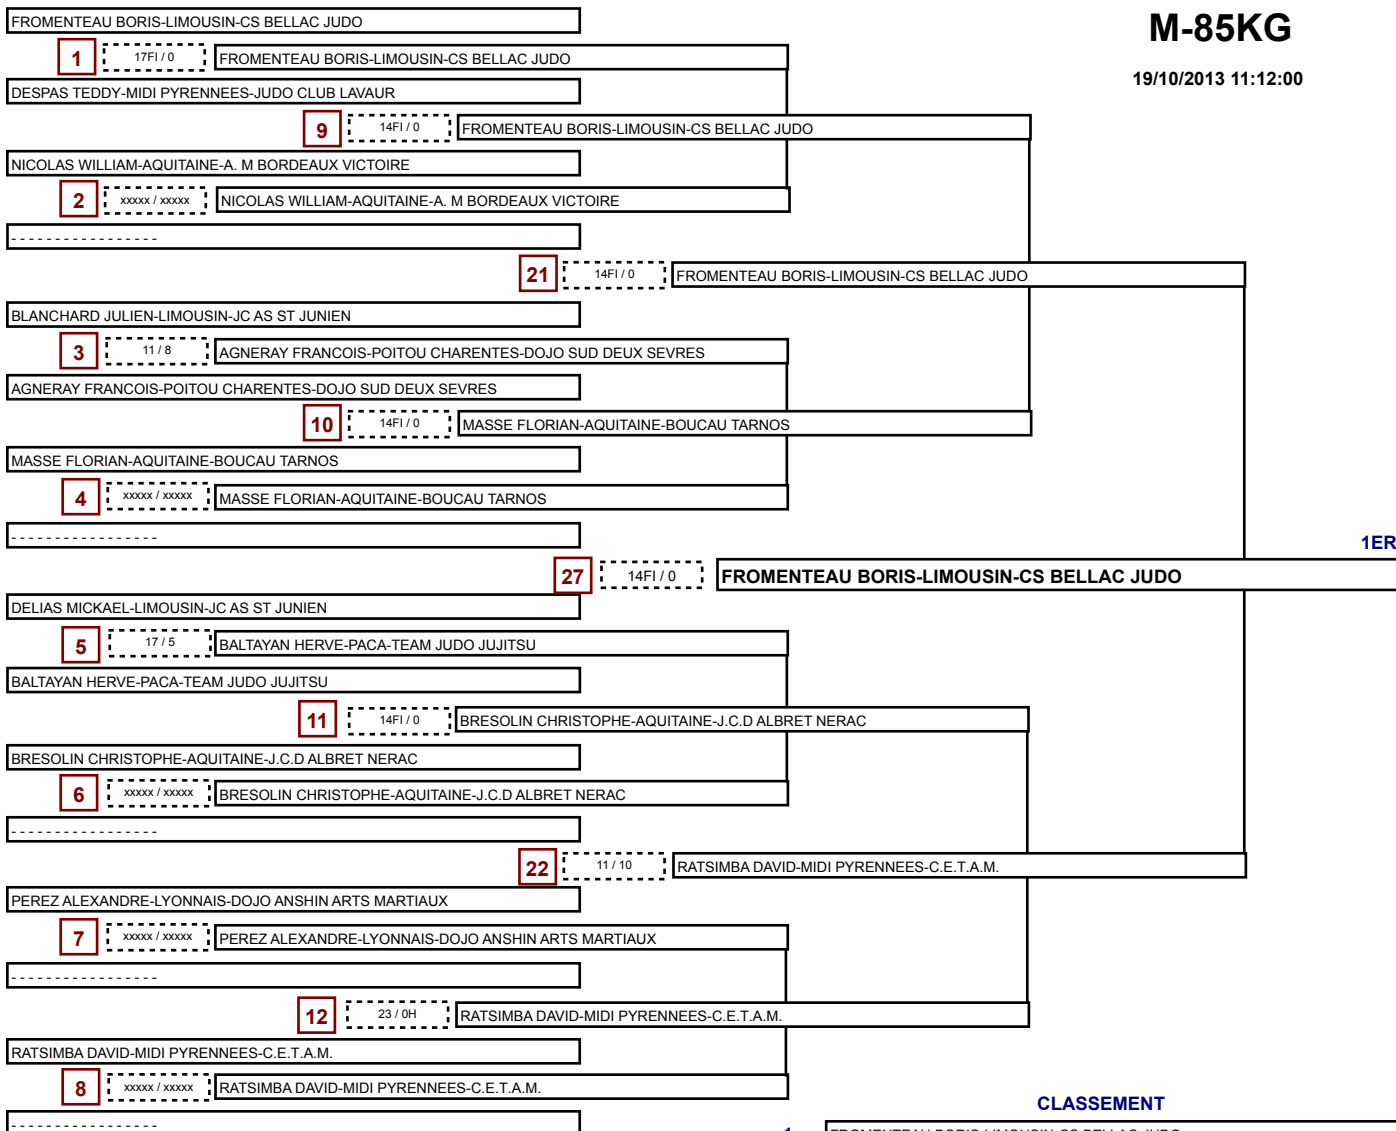 FROMENTEAU BORIS-LIMOUSIN-CS BELLAC JUDO
M-85KG
1 17FI / 0 FROMENTEAU BORIS-LIMOUSIN-CS BELLAC JUDO
19/10/2013 11:12:00
DESPAS TEDDY-MIDI PYRENNEES-JUDO CLUB LAVAUR
9 14FI / 0 FROMENTEAU BORIS-LIMOUSIN-CS BELLAC JUDO
NICOLAS WILLIAM-AQUITAINE-A. M BORDEAUX VICTOIRE
2 xxxxx / xxxxx NICOLAS WILLIAM-AQUITAINE-A. M BORDEAUX VICTOIRE
- - - - - - - - - - - - - - - - -
21 14FI / 0 FROMENTEAU BORIS-LIMOUSIN-CS BELLAC JUDO
BLANCHARD JULIEN-LIMOUSIN-JC AS ST JUNIEN
3 11 / 8 AGNERAY FRANCOIS-POITOU CHARENTES-DOJO SUD DEUX SEVRES
AGNERAY FRANCOIS-POITOU CHARENTES-DOJO SUD DEUX SEVRES
10 14FI / 0 MASSE FLORIAN-AQUITAINE-BOUCAU TARNOS
MASSE FLORIAN-AQUITAINE-BOUCAU TARNOS
4 xxxxx / xxxxx MASSE FLORIAN-AQUITAINE-BOUCAU TARNOS
- - - - - - - - - - - - - - - - -
1ER
27 14FI / 0 FROMENTEAU BORIS-LIMOUSIN-CS BELLAC JUDO
DELIAS MICKAEL-LIMOUSIN-JC AS ST JUNIEN
5 17 / 5 BALTAYAN HERVE-PACA-TEAM JUDO JUJITSU
BALTAYAN HERVE-PACA-TEAM JUDO JUJITSU
11 14FI / 0 BRESOLIN CHRISTOPHE-AQUITAINE-J.C.D ALBRET NERAC
BRESOLIN CHRISTOPHE-AQUITAINE-J.C.D ALBRET NERAC
6 xxxxx / xxxxx BRESOLIN CHRISTOPHE-AQUITAINE-J.C.D ALBRET NERAC
- - - - - - - - - - - - - - - - -
22 11 / 10 RATSIMBA DAVID-MIDI PYRENNEES-C.E.T.A.M.
PEREZ ALEXANDRE-LYONNAIS-DOJO ANSHIN ARTS MARTIAUX
7 xxxxx / xxxxx PEREZ ALEXANDRE-LYONNAIS-DOJO ANSHIN ARTS MARTIAUX
- - - - - - - - - - - - - - - - -
12 23 / 0H RATSIMBA DAVID-MIDI PYRENNEES-C.E.T.A.M.
RATSIMBA DAVID-MIDI PYRENNEES-C.E.T.A.M.
8 xxxxx / xxxxx RATSIMBA DAVID-MIDI PYRENNEES-C.E.T.A.M.
CLASSEMENT
- - - - - - - - - - - - - - - - -
1 FROMENTEAU BORIS-LIMOUSIN-CS BELLAC JUDO